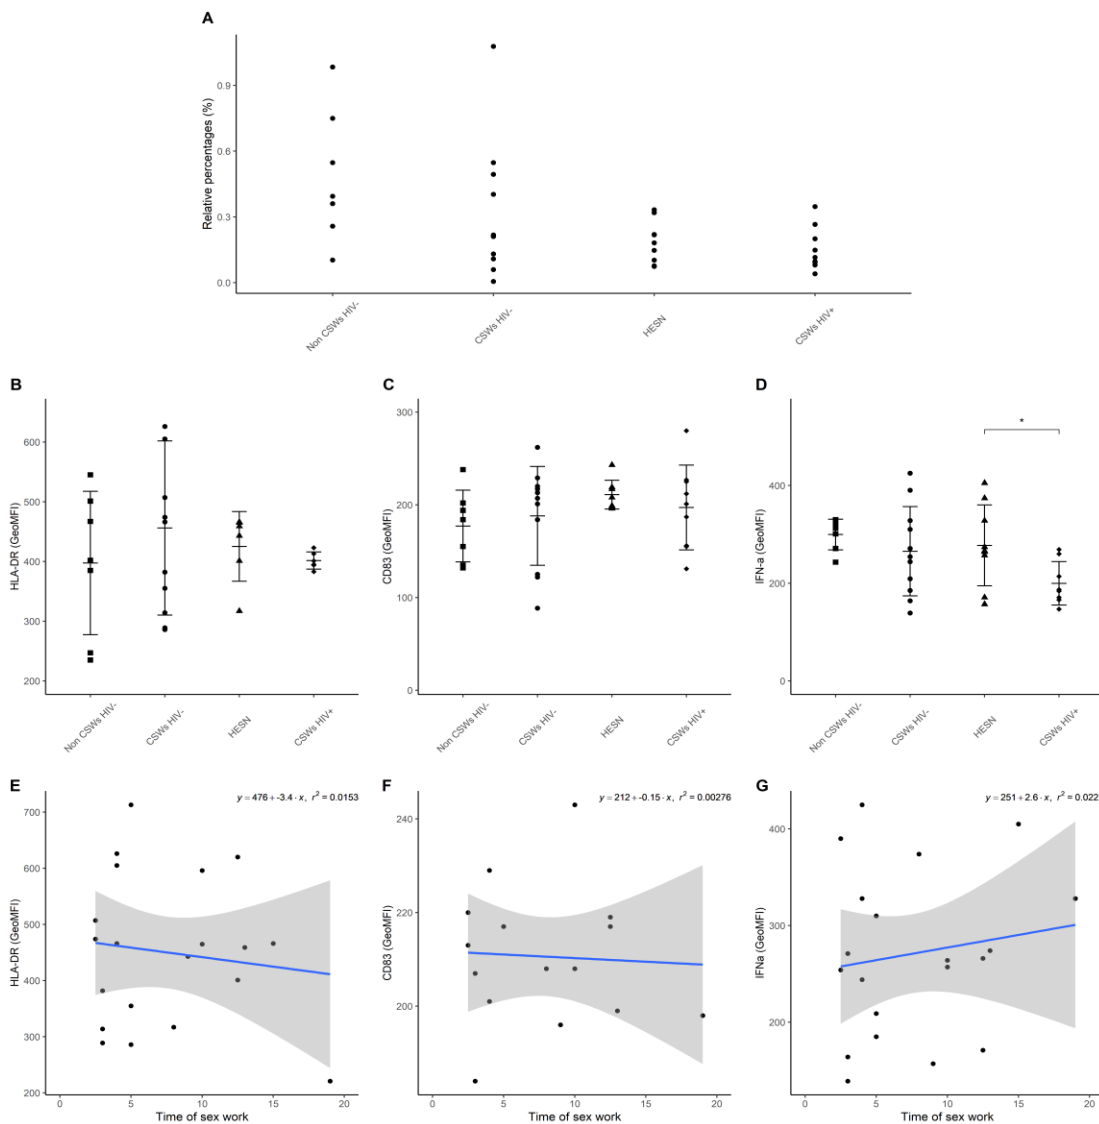 A
Relative percentages (%)
0.9
0.6
0.3
0.0
Non CSWs HIV-
CSWs HIV-
HESN
CSWs HIV+
B
HLA-DR (GeoMFI)
600
500
400
300
200
Non CSWs HIV-
CSWs HIV-
HESN
CSWs HIV+
C
CD83 (GeoMFI)
300
200
100
0
Non CSWs HIV-
CSWs HIV-
HESN
CSWs HIV+
D
IFN-a (GeoMFI)
400
200
0
*
Non CSWs HIV-
CSWs HIV-
HESN
CSWs HIV+
E
y = 476 + -3.4 · x, r² = 0.0153
HLA-DR (GeoMFI)
700
600
500
400
300
200
0 5 10 15 20
Time of sex work
F
y = 212 + -0.15 · x, r² = 0.00276
CD83 (GeoMFI)
240
220
200
0 5 10 15 20
Time of sex work
G
y = 251 + 2.6 · x, r² = 0.022
IFNa (GeoMFI)
400
300
200
0 5 10 15 20
Time of sex work